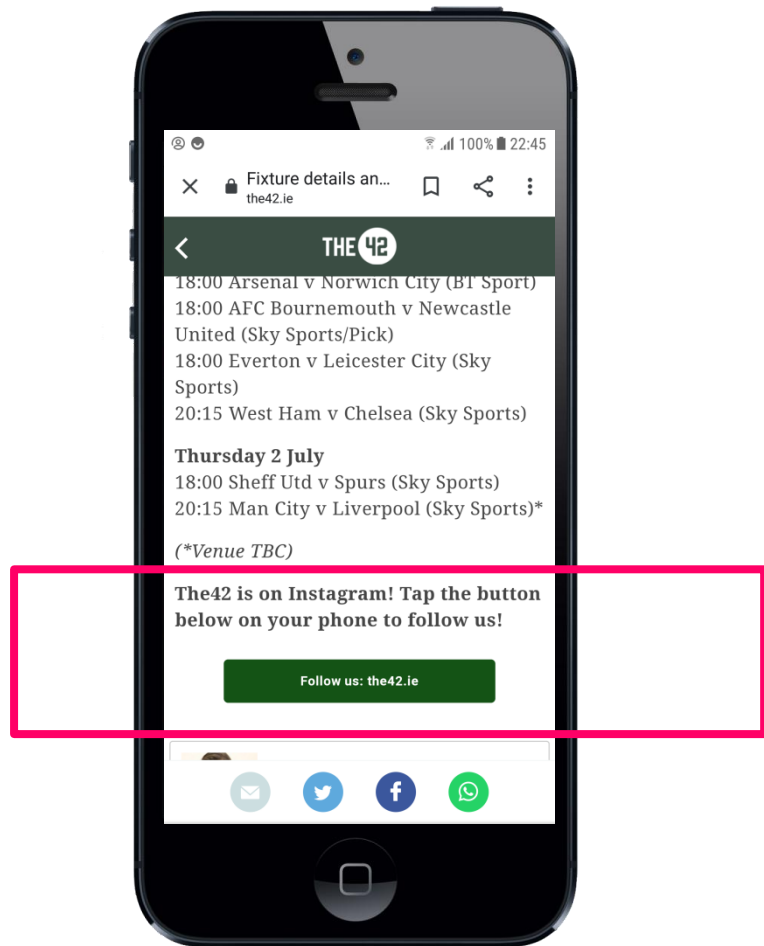 100% 22:45
Fixture details an...
the42.ie
THE 42
18:00 Arsenal v Norwich City (BT Sport)
18:00 AFC Bournemouth v Newcastle
United (Sky Sports/Pick)
18:00 Everton v Leicester City (Sky
Sports)
20:15 West Ham v Chelsea (Sky Sports)
Thursday 2 July
18:00 Sheff Utd v Spurs (Sky Sports)
20:15 Man City v Liverpool (Sky Sports)*
(*Venue TBC)
The42 is on Instagram! Tap the button
below on your phone to follow us!
Follow us: the42.ie